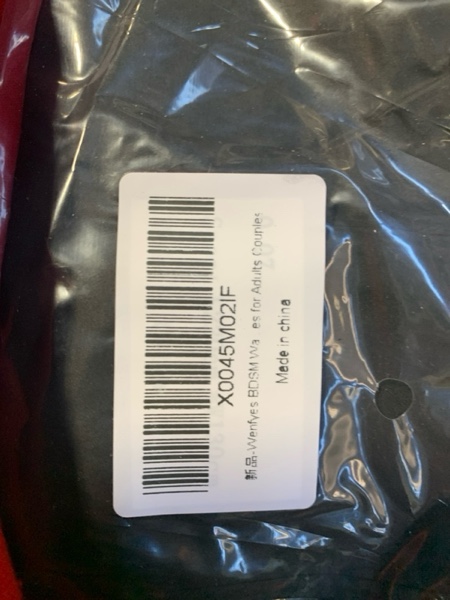 X0045M02IF
新品-Wenfyes BDSM for Adults Couples
Made in china